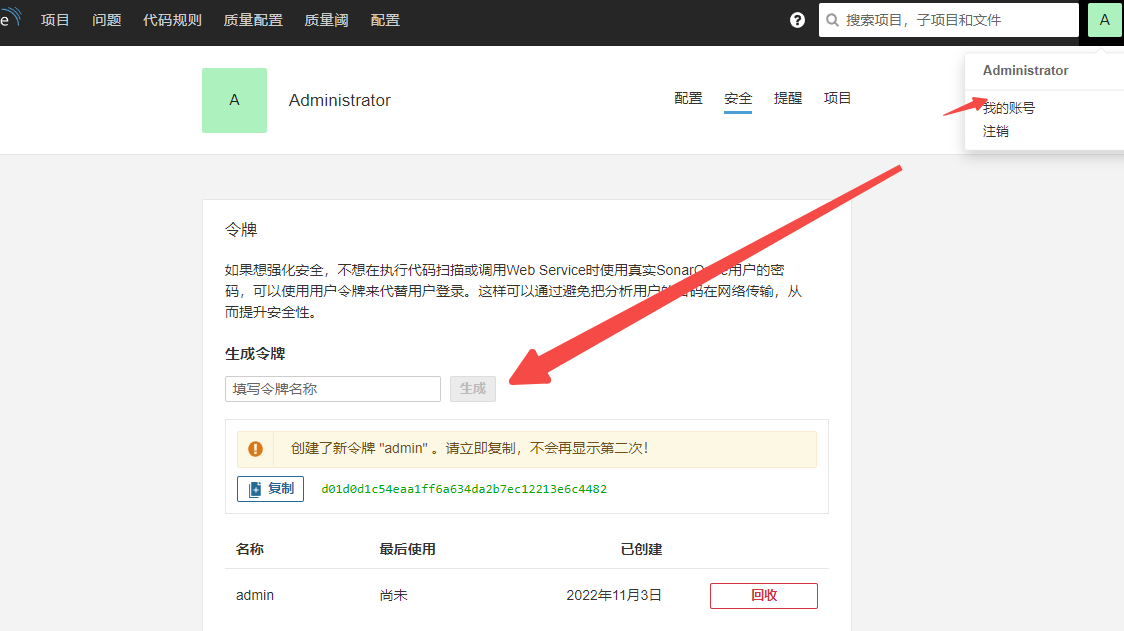 e 项目 问题 代码规则 质量配置 质量阈 配置 ? 搜索项目，子项目和文件 A
Administrator
A Administrator 配置 安全 提醒 项目
我的账号
注销
令牌
如果想强化安全，不想在执行代码扫描或调用Web Service时使用真实SonarQ e用户的密
码，可以使用用户令牌来代替用户登录。这样可以通过避免把分析用户的密码在网络传输，从
而提升安全性。
生成令牌
填写令牌名称 生成
创建了新令牌 "admin" 。请立即复制，不会再显示第二次！
复制 d01d0d1c54eaa1ff6a634da2b7ec12213e6c4482
名称 最后使用 已创建
admin 尚未 2022年11月3日 回收